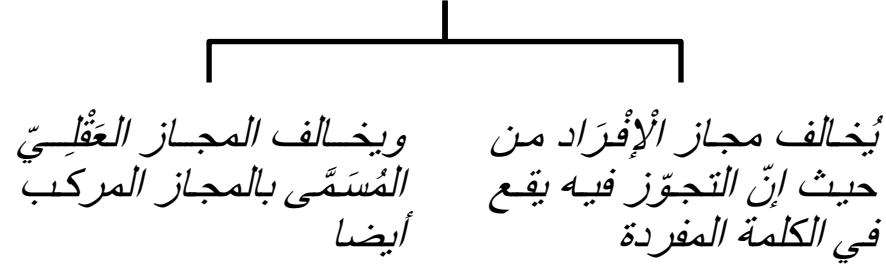 يُخالف مجاز الْإفْرَاد من
حيث إنّ التجوّز فيه يقع
في الكلمة المفردة
ويخالف المجاز العَقْلِيّ
المُسَمَّى بالمجاز المركب
أيضا